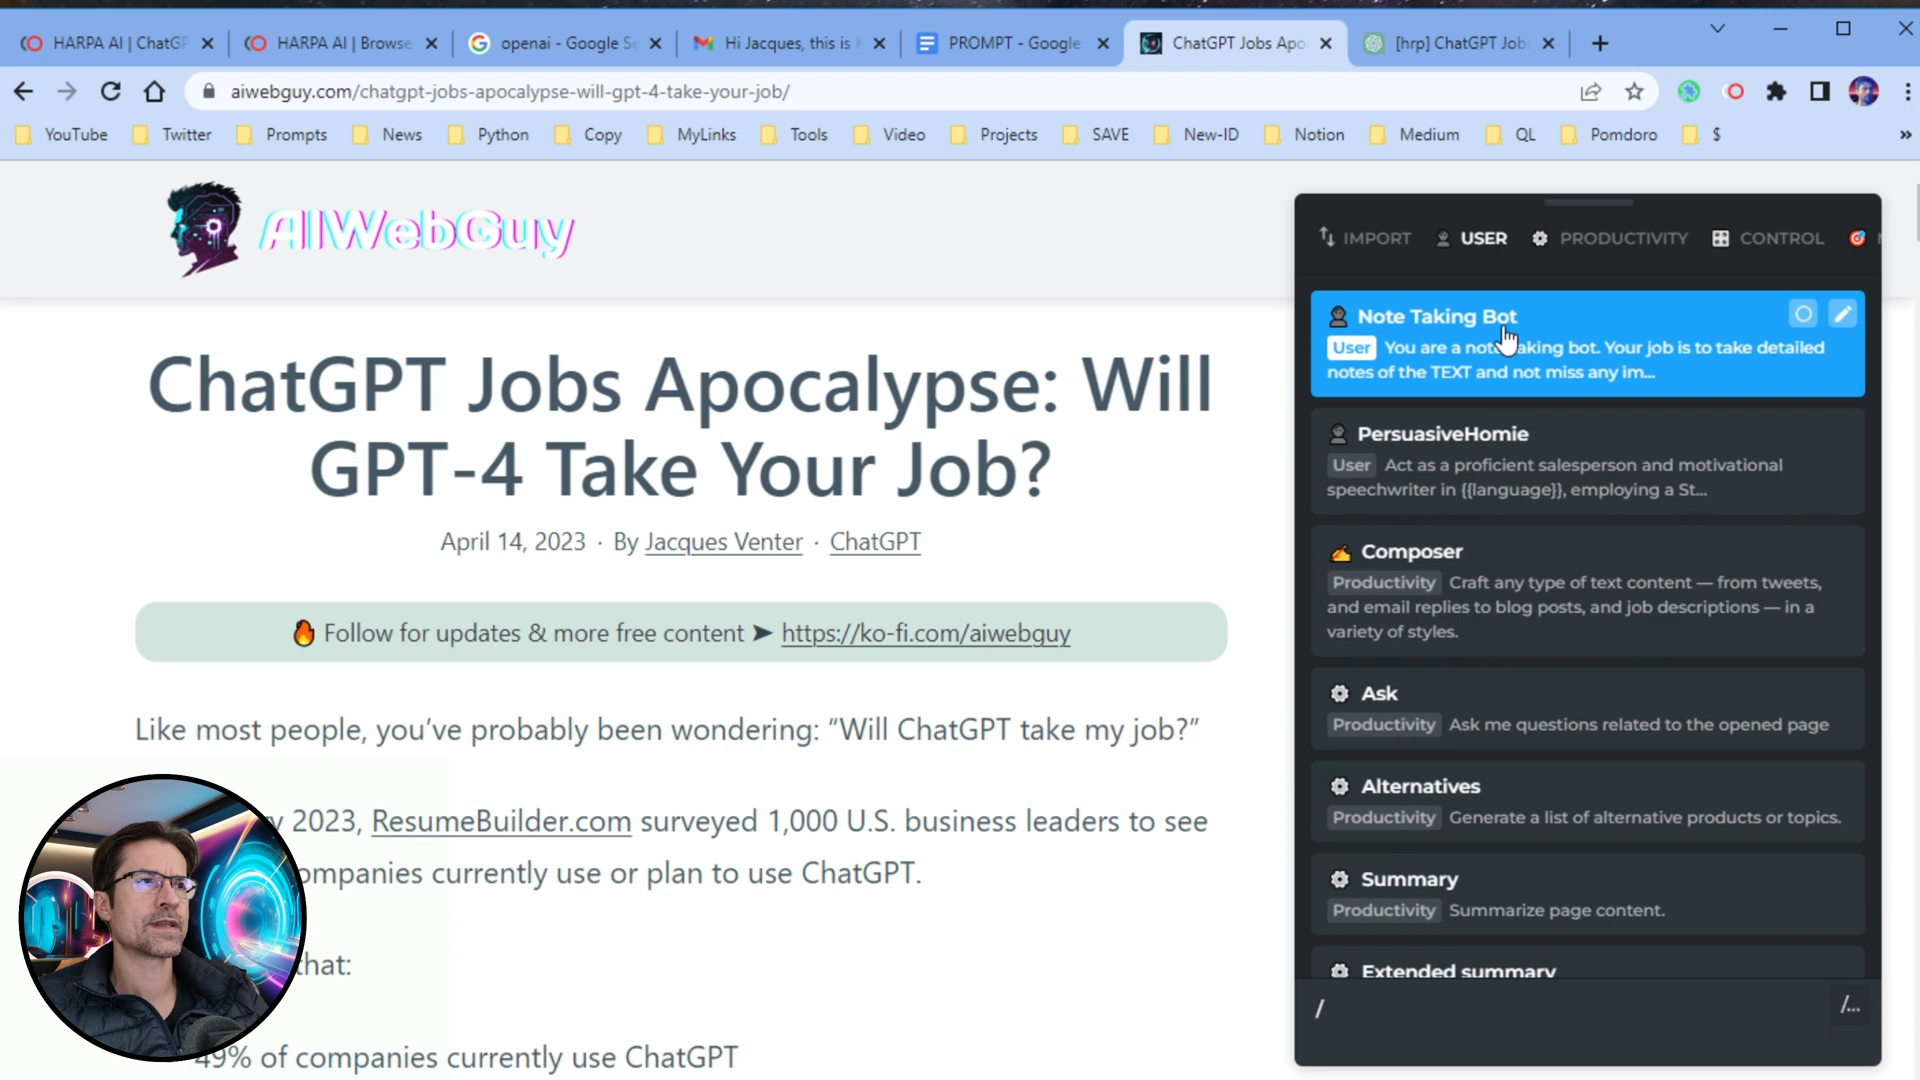 HARPA AI | ChatGP
HARPA AI | Browse
openai - Google Se
Hi Jacques, this is
PROMPT - Google
ChatGPT Jobs Apo
[hrp] ChatGPT Job
aiwebguy.com/chatgpt-jobs-apocalypse-will-gpt-4-take-your-job/
YouTube
Twitter
Prompts
News
Python
Copy
MyLinks
Tools
Video
Projects
SAVE
New-ID
Notion
Medium
QL
Pomdoro
$
»
AIWebGuy
ChatGPT Jobs Apocalypse: Will
GPT-4 Take Your Job?
April 14, 2023 · By Jacques Venter · ChatGPT
Follow for updates & more free content ➤ https://ko-fi.com/aiwebguy
Like most people, you’ve probably been wondering: “Will ChatGPT take my job?”
2023, ResumeBuilder.com surveyed 1,000 U.S. business leaders to see
ompanies currently use or plan to use ChatGPT.
that:
49% of companies currently use ChatGPT
IMPORT
USER
PRODUCTIVITY
CONTROL
Note Taking Bot
User You are a note taking bot. Your job is to take detailed
notes of the TEXT and not miss any im...
PersuasiveHomie
User Act as a proficient salesperson and motivational
speechwriter in {{language}}, employing a St...
Composer
Productivity Craft any type of text content — from tweets,
and email replies to blog posts, and job descriptions — in a
variety of styles.
Ask
Productivity Ask me questions related to the opened page
Alternatives
Productivity Generate a list of alternative products or topics.
Summary
Productivity Summarize page content.
Extended summary
/
/...